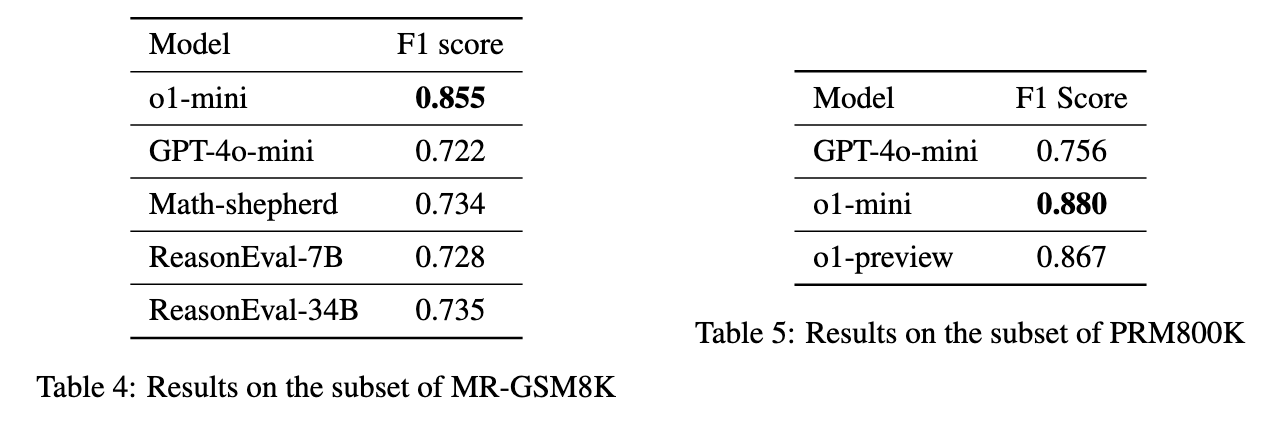 Model F1 score
o1-mini 0.855
GPT-4o-mini 0.722
Math-shepherd 0.734
ReasonEval-7B 0.728
ReasonEval-34B 0.735
Table 4: Results on the subset of MR-GSM8K
Model F1 Score
GPT-4o-mini 0.756
o1-mini 0.880
o1-preview 0.867
Table 5: Results on the subset of PRM800K